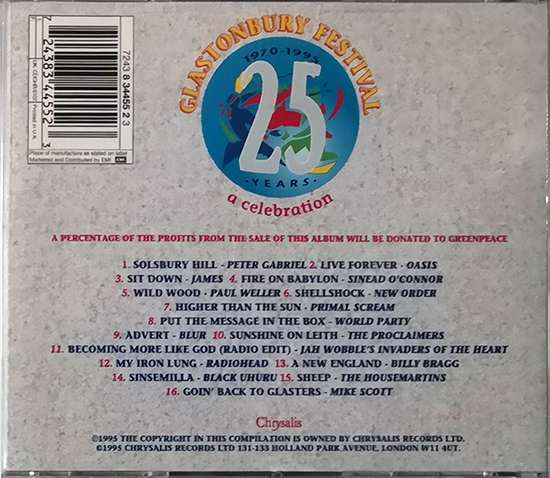 7243 8 34455 2 3
7 24383 44552 3
Printed in U.K.
Place of manufacture as stated on label
Marketed and Distributed by EMI
EMI
GLASTONBURY FESTIVAL
1970-1995
25
·YEARS·
a celebration
A PERCENTAGE OF THE PROFITS FROM THE SALE OF THIS ALBUM WILL BE DONATED TO GREENPEACE
1. SOLSBURY HILL - PETER GABRIEL 2. LIVE FOREVER - OASIS
3. SIT DOWN - JAMES 4. FIRE ON BABYLON - SINEAD O'CONNOR
5. WILD WOOD - PAUL WELLER 6. SHELLSHOCK - NEW ORDER
7. HIGHER THAN THE SUN - PRIMAL SCREAM
8. PUT THE MESSAGE IN THE BOX - WORLD PARTY
9. ADVERT - BLUR 10. SUNSHINE ON LEITH - THE PROCLAIMERS
11. BECOMING MORE LIKE GOD (RADIO EDIT) - JAH WOBBLE'S INVADERS OF THE HEART
12. MY IRON LUNG - RADIOHEAD 13. A NEW ENGLAND - BILLY BRAGG
14. SINSEMILLA - BLACK UHURU 15. SHEEP - THE HOUSEMARTINS
16. GOIN' BACK TO GLASTERS - MIKE SCOTT
Chrysalis
©1995 THE COPYRIGHT IN THIS COMPILATION IS OWNED BY CHRYSALIS RECORDS LTD.
©1995 CHRYSALIS RECORDS LTD 131-133 HOLLAND PARK AVENUE, LONDON W11 4UT.